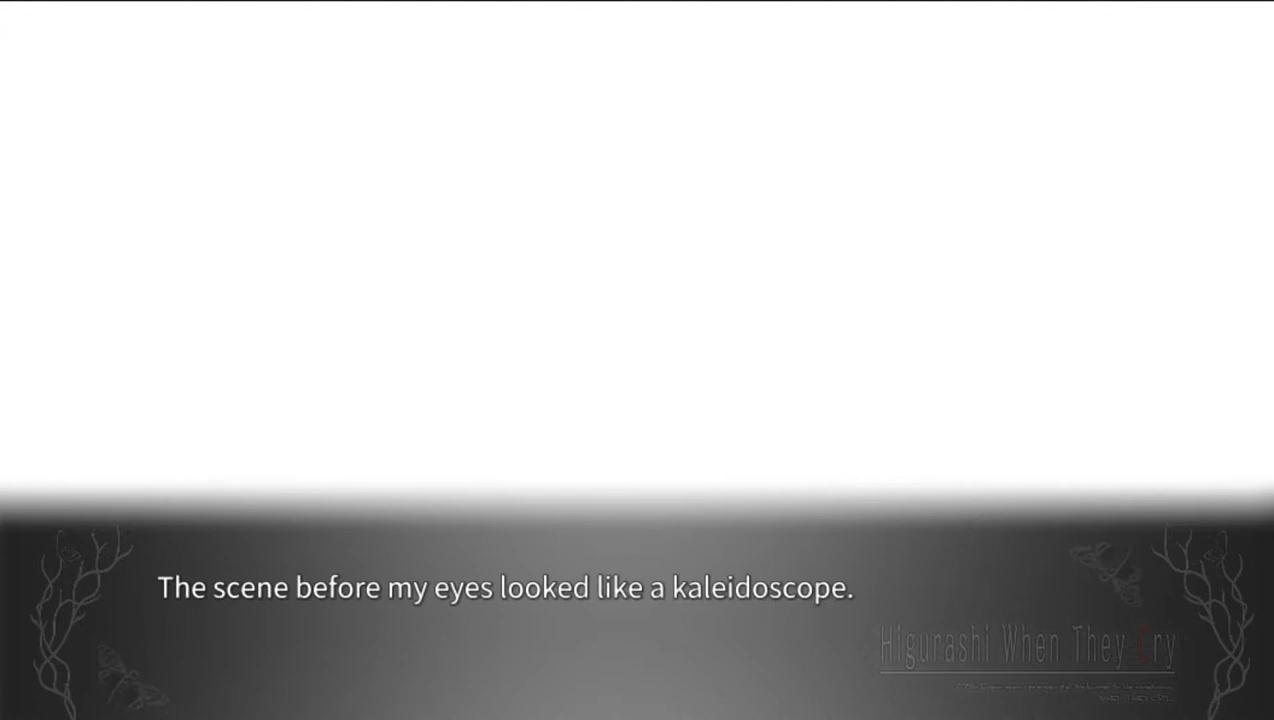 The scene before my eyes looked like a kaleidoscope.
Higurashi When They Cry